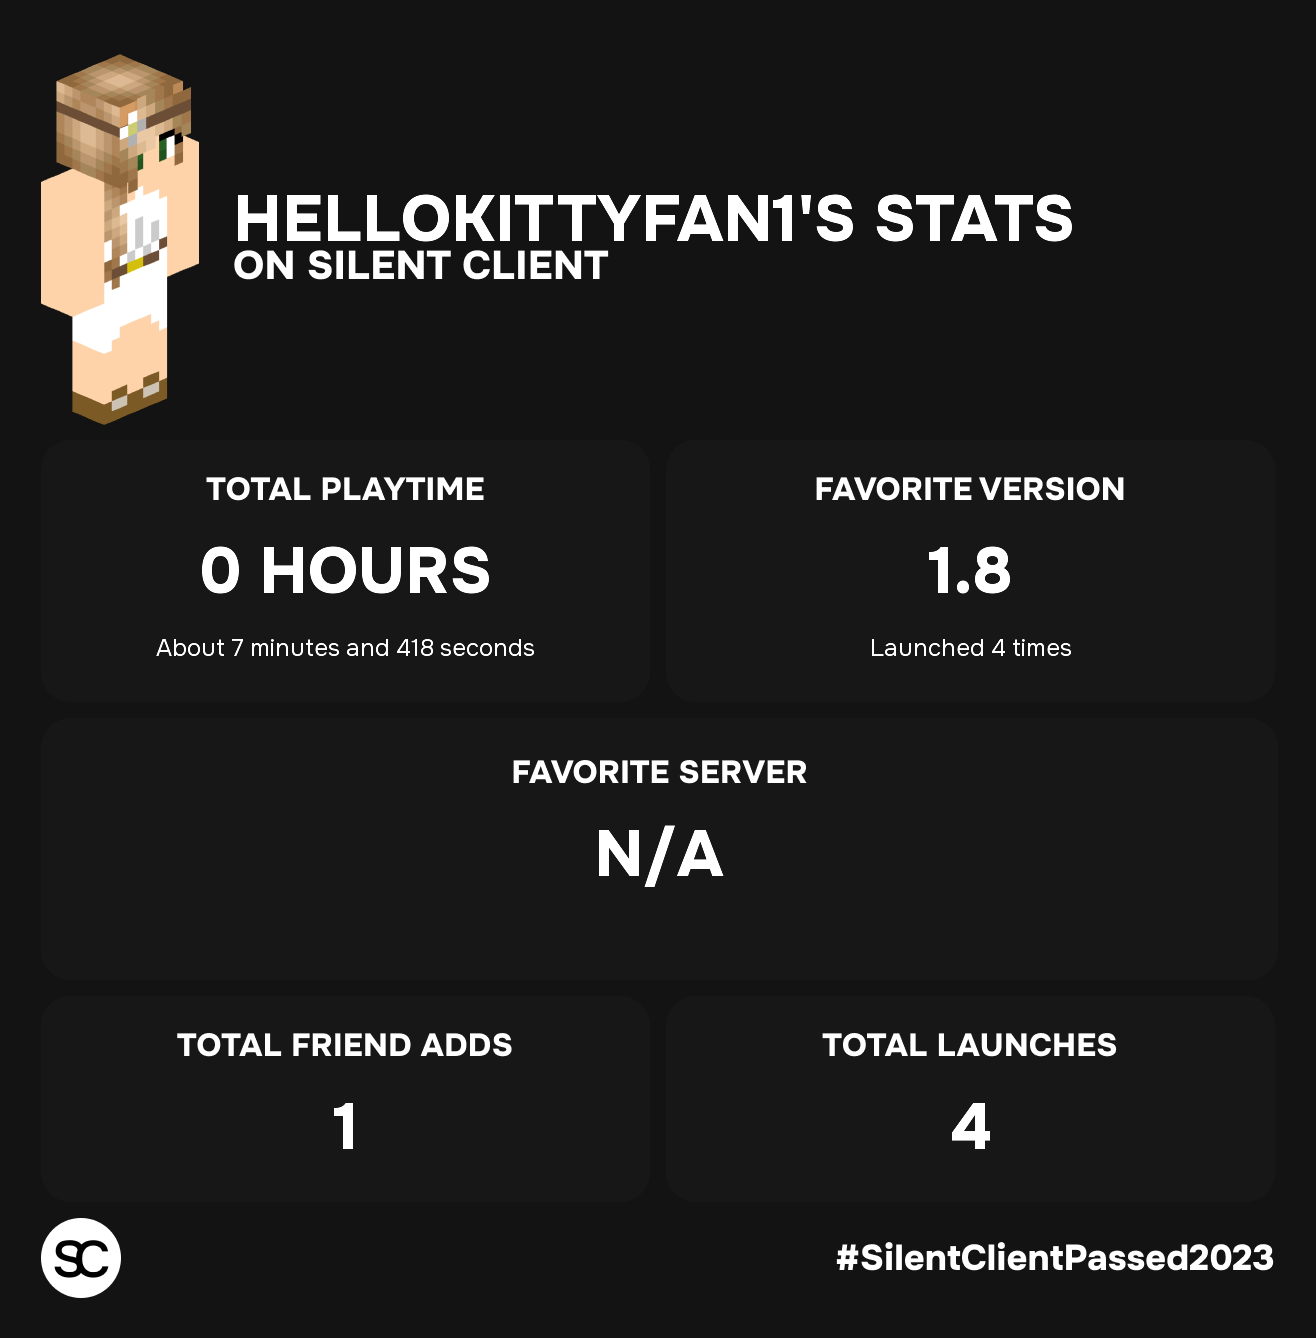 HELLOKITTYFAN1'S STATS
ON SILENT CLIENT
TOTAL PLAYTIME
0 HOURS
About 7 minutes and 418 seconds
FAVORITE VERSION
1.8
Launched 4 times
FAVORITE SERVER
N/A
TOTAL FRIEND ADDS
1
TOTAL LAUNCHES
4
SC
#SilentClientPassed2023